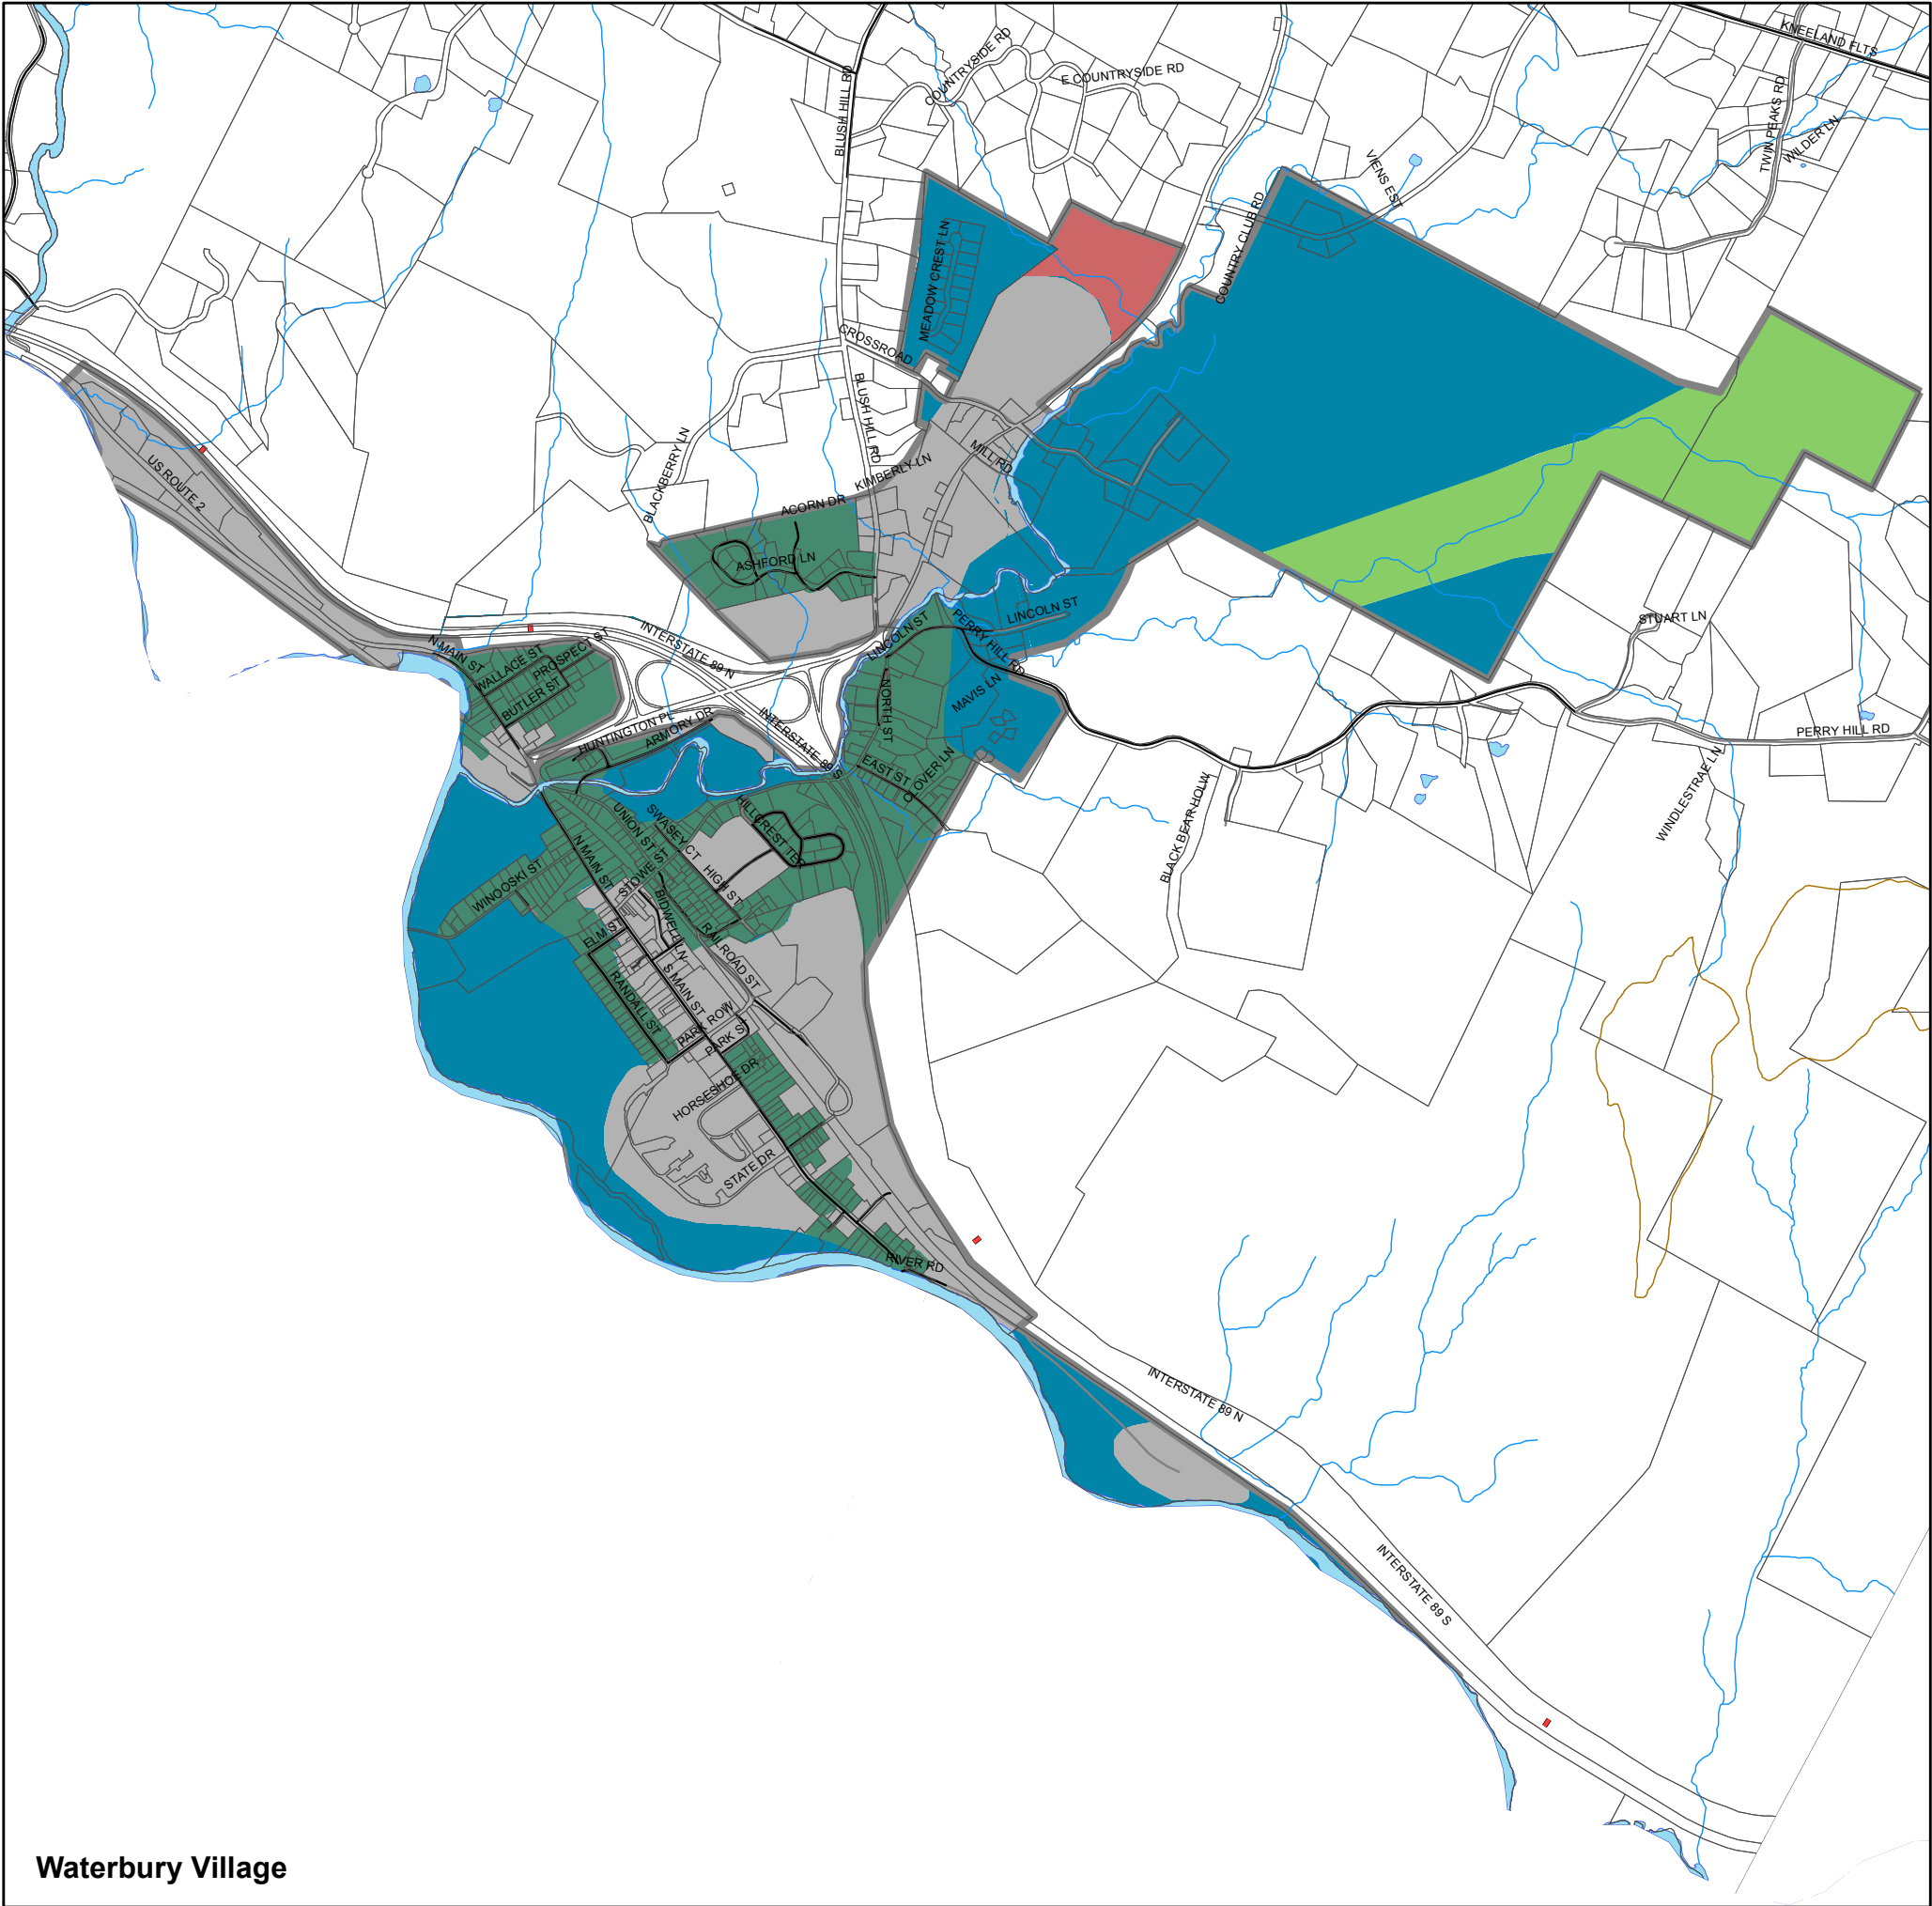 KNEELAND FLTS
COUNTRYSIDE RD
E COUNTRYSIDE RD
BLUSH HILL RD
TWIN PEAKS RD
WILDER LN
VIENS EST
COUNTRY CLUB RD
MEADOW CREST LN
CROSSROAD
BLUSH HILL RD
MILL RD
KIMBERLY LN
BLACKBERRY LN
US ROUTE 2
ACORN DR
ASHFORD LN
LINCOLN ST
PERRY HILL RD
LINCOLN ST
STUART LN
N MAIN ST
WALLACE ST
PROSPECT ST
BUTLER ST
INTERSTATE 89 N
MAVIS LN
NORTH ST
HUNTINGTON PL
ARMORY DR
INTERSTATE 89 S
PERRY HILL RD
EAST ST
CLOVER LN
WINDLESTRAE LN
BLACK BEAR HOLW
HILLCREST TER
UNION ST
SWASEY CT
N MAIN ST
STOWE ST
HIGH ST
WINOOSKI ST
BIDWELL LN
ELM ST
RAILROAD ST
S MAIN ST
RANDALL ST
PARK ROW
PARK ST
HORSESHOE DR
STATE DR
RIVER RD
INTERSTATE 89 N
INTERSTATE 89 S
Waterbury Village